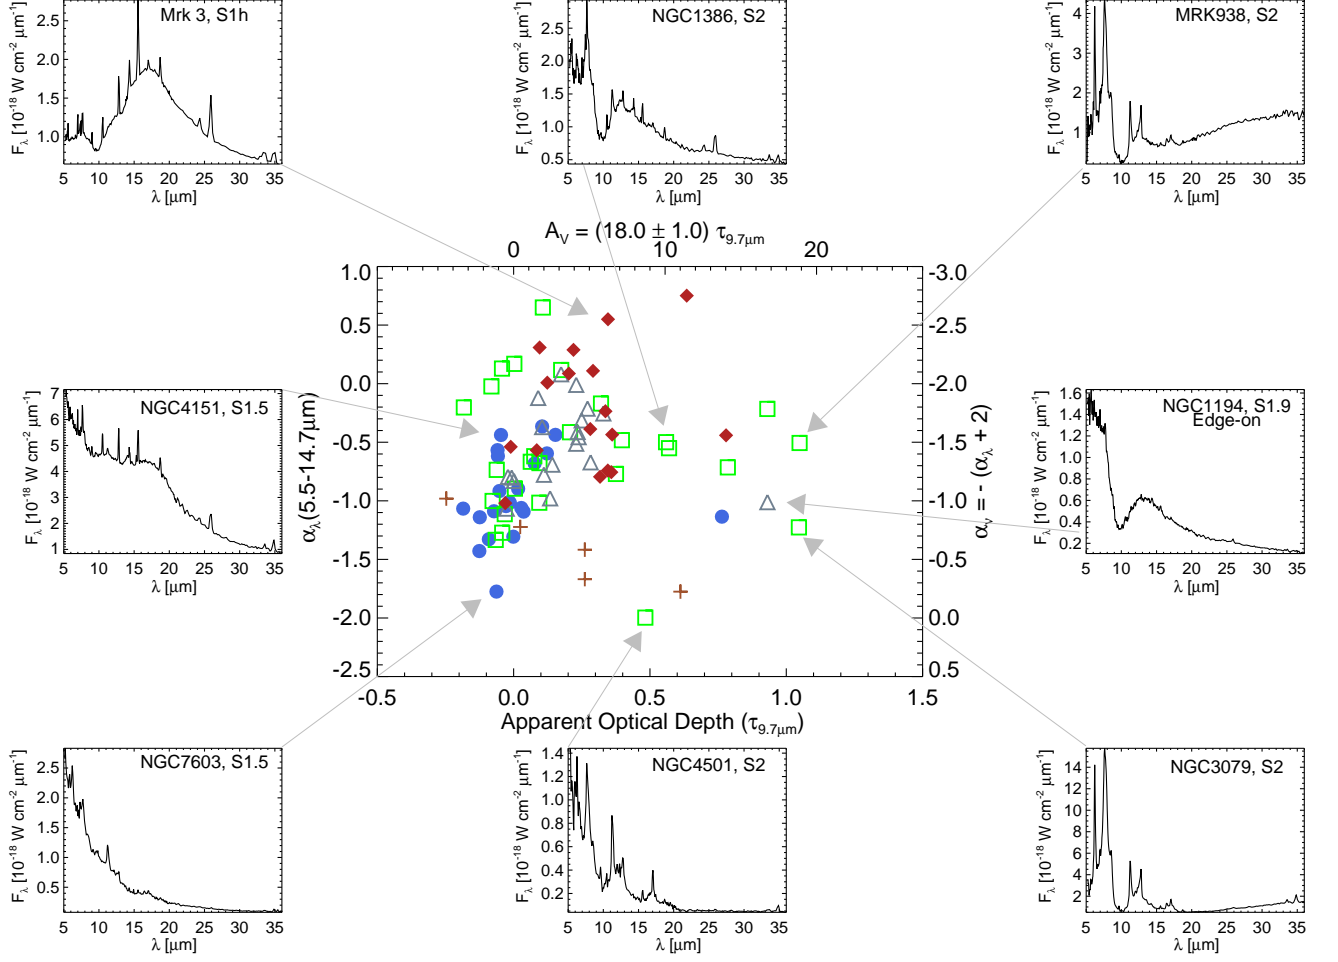 Mrk 3, S1h
F_λ [10^-18 W cm^-2 μm^-1]
2.5
2.0
1.5
1.0
5 10 15 20 25 30 35
λ [μm]
NGC1386, S2
F_λ [10^-18 W cm^-2 μm^-1]
2.5
2.0
1.5
1.0
0.5
5 10 15 20 25 30 35
λ [μm]
MRK938, S2
F_λ [10^-18 W cm^-2 μm^-1]
4
3
2
1
5 10 15 20 25 30 35
λ [μm]
A_V = (18.0 ± 1.0) τ_9.7μm
0 10 20
α_λ(5.5-14.7μm)
1.0
0.5
0.0
-0.5
-1.0
-1.5
-2.0
-2.5
-3.0
-2.5
-2.0
-1.5
-1.0
-0.5
0.0
0.5
α_ν = - (α_λ + 2)
-0.5 0.0 0.5 1.0 1.5
Apparent Optical Depth (τ_9.7μm)
NGC4151, S1.5
F_λ [10^-18 W cm^-2 μm^-1]
7
6
5
4
3
2
1
5 10 15 20 25 30 35
λ [μm]
NGC1194, S1.9
Edge-on
F_λ [10^-18 W cm^-2 μm^-1]
1.6
1.4
1.2
1.0
0.8
0.6
0.4
0.2
5 10 15 20 25 30 35
λ [μm]
NGC7603, S1.5
F_λ [10^-18 W cm^-2 μm^-1]
2.5
2.0
1.5
1.0
0.5
5 10 15 20 25 30 35
λ [μm]
NGC4501, S2
F_λ [10^-18 W cm^-2 μm^-1]
1.4
1.2
1.0
0.8
0.6
0.4
0.2
5 10 15 20 25 30 35
λ [μm]
NGC3079, S2
F_λ [10^-18 W cm^-2 μm^-1]
14
12
10
8
6
4
2
5 10 15 20 25 30 35
λ [μm]